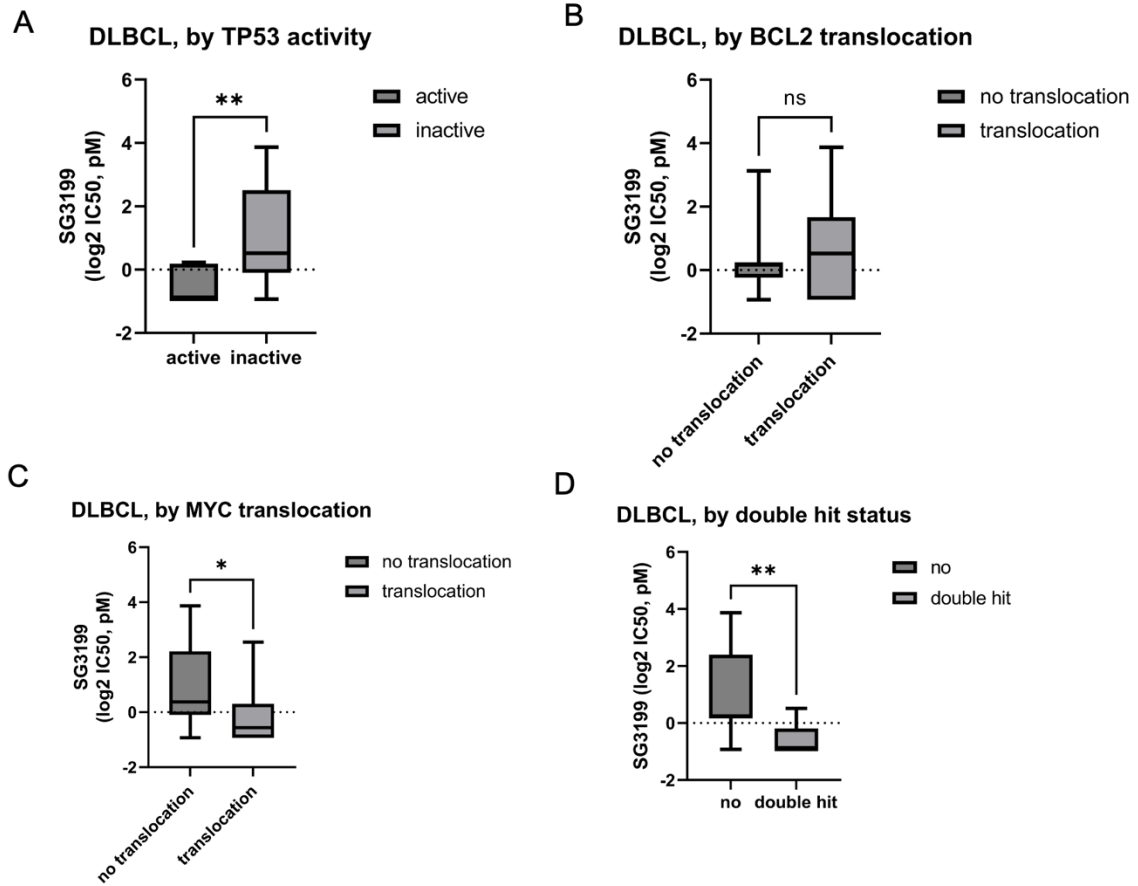 A
DLBCL, by TP53 activity
SG3199
(log2 IC50, pM)
6
4
2
0
-2
**
active
inactive
active inactive
B
DLBCL, by BCL2 translocation
SG3199
(log2 IC50, pM)
6
4
2
0
-2
ns
no translocation
translocation
no translocation
translocation
C
DLBCL, by MYC translocation
SG3199
(log2 IC50, pM)
6
4
2
0
-2
*
no translocation
translocation
no translocation
translocation
D
DLBCL, by double hit status
SG3199 (log2 IC50, pM)
6
4
2
0
-2
**
no
double hit
no double hit